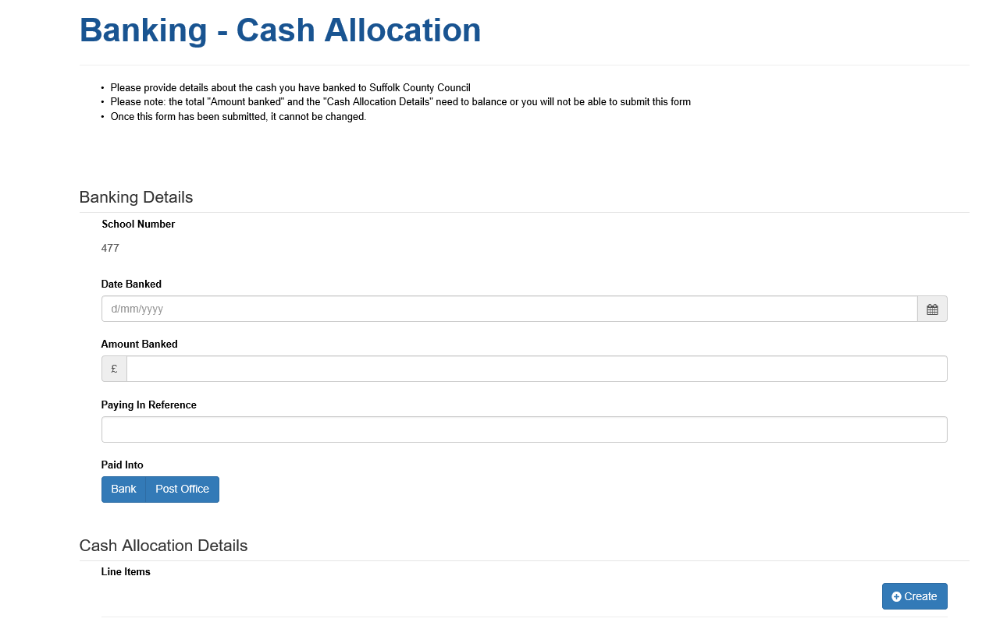 Banking - Cash Allocation
• Please provide details about the cash you have banked to Suffolk County Council
• Please note: the total "Amount banked" and the "Cash Allocation Details" need to balance or you will not be able to submit this form
• Once this form has been submitted, it cannot be changed.
Banking Details
School Number
477
Date Banked
d/mm/yyyy
Amount Banked
£
Paying In Reference
Paid Into
Bank Post Office
Cash Allocation Details
Line Items
Create